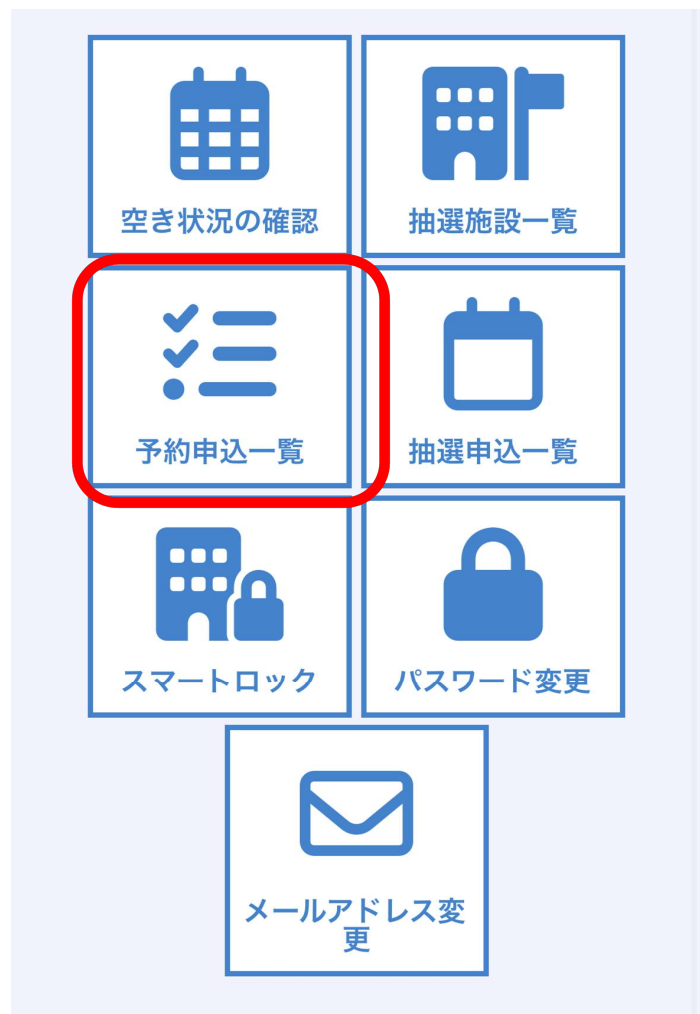 空き状況の確認
抽選施設一覧
予約申込一覧
抽選申込一覧
スマートロック
パスワード変更
メールアドレス変
更